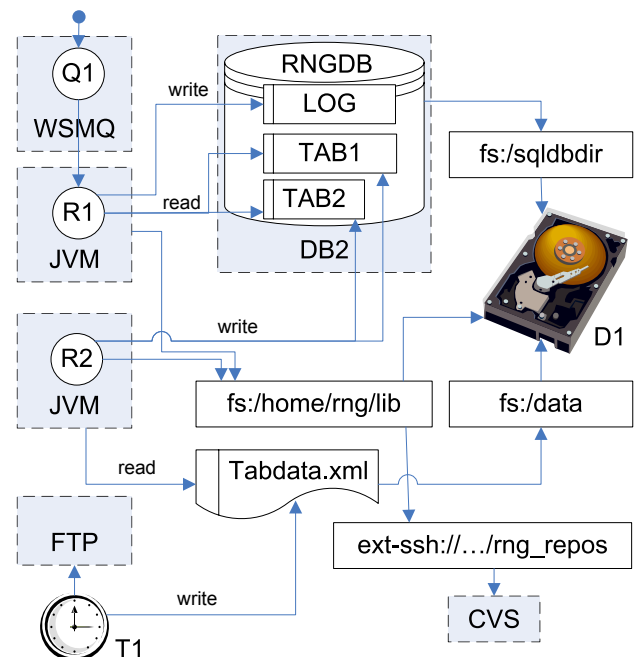 RNGDB
Q1
write
LOG
WSMQ
TAB1
fs:/sqldbdir
R1
read
TAB2
JVM
DB2
write
D1
R2
JVM
fs:/home/rng/lib
fs:/data
read
Tabdata.xml
FTP
ext-ssh://…/rng_repos
write
CVS
T1